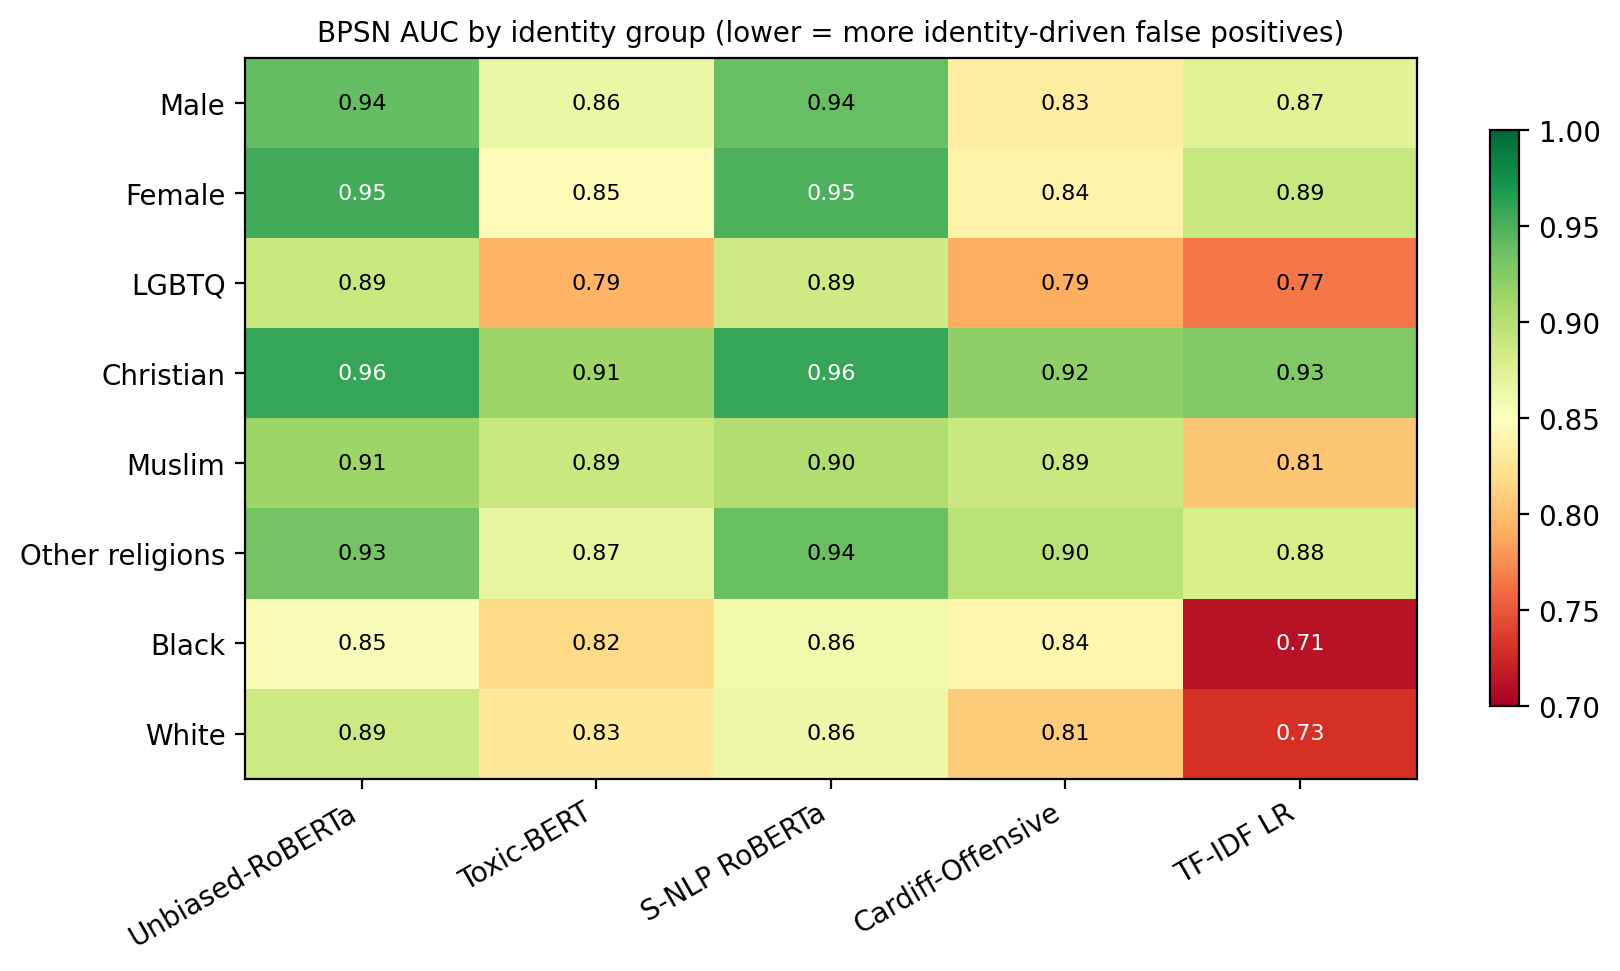 BPSN AUC by identity group (lower = more identity-driven false positives)
Male 0.94 0.86 0.94 0.83 0.87
Female 0.95 0.85 0.95 0.84 0.89
LGBTQ 0.89 0.79 0.89 0.79 0.77
Christian 0.96 0.91 0.96 0.92 0.93
Muslim 0.91 0.89 0.90 0.89 0.81
Other religions 0.93 0.87 0.94 0.90 0.88
Black 0.85 0.82 0.86 0.84 0.71
White 0.89 0.83 0.86 0.81 0.73
Unbiased-RoBERTa
Toxic-BERT
S-NLP RoBERTa
Cardiff-Offensive
TF-IDF LR
1.00
0.95
0.90
0.85
0.80
0.75
0.70